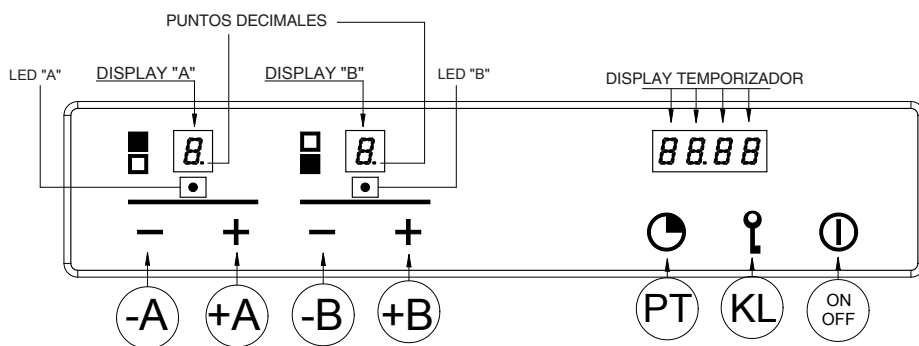 PUNTOS DECIMALES
LED "A"
DISPLAY "A"
DISPLAY "B"
LED "B"
DISPLAY TEMPORIZADOR
8.
8.
88.88
-A
+A
-B
+B
PT
KL
ON
OFF